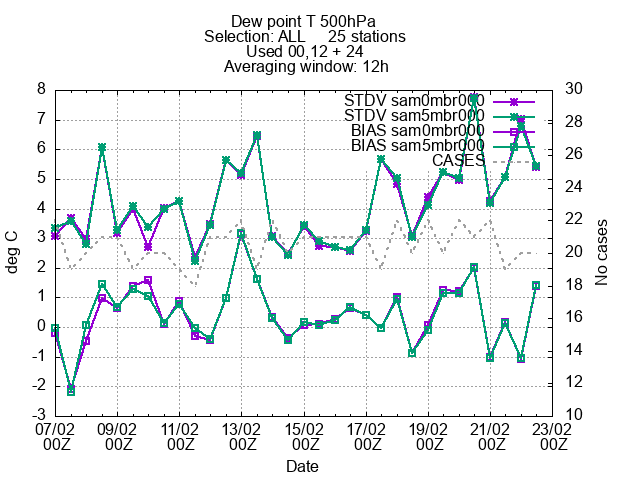 Dew point T 500hPa
Selection: ALL     25 stations
Used 00,12 + 24
Averaging window: 12h
STDV sam0mbr000
STDV sam5mbr000
BIAS sam0mbr000
BIAS sam5mbr000
CASES
deg C
8
7
6
5
4
3
2
1
0
-1
-2
-3
No cases
30
28
26
24
22
20
18
16
14
12
10
07/02 09/02 11/02 13/02 15/02 17/02 19/02 21/02 23/02
00Z 00Z 00Z 00Z 00Z 00Z 00Z 00Z 00Z
Date